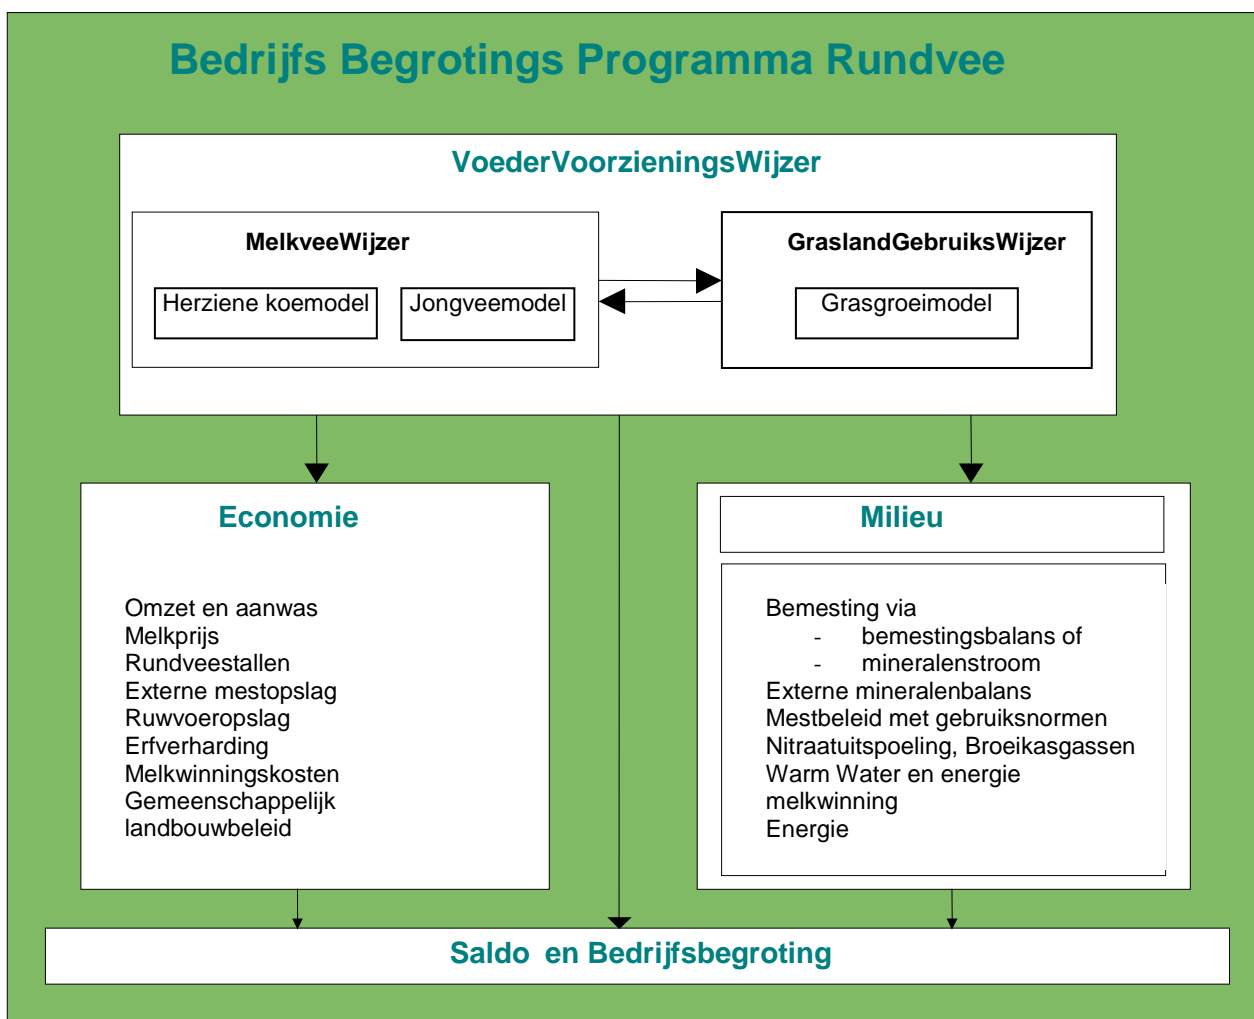 Bedrijfs Begrotings Programma Rundvee
VoederVoorzieningsWijzer
MelkveeWijzer
Herziene koemodel
Jongveemodel
GraslandGebruiksWijzer
Grasgroeimodel
Economie
Omzet en aanwas
Melkprijs
Rundveestallen
Externe mestopslag
Ruwvoeropslag
Erfverharding
Melkwinningskosten
Gemeenschappelijk
landbouwbeleid
Milieu
Bemesting via
- bemestingsbalans of
- mineralenstroom
Externe mineralenbalans
Mestbeleid met gebruiksnormen
Nitraatuitspoeling, Broeikasgassen
Warm Water en energie
melkwinning
Energie
Saldo en Bedrijfsbegroting